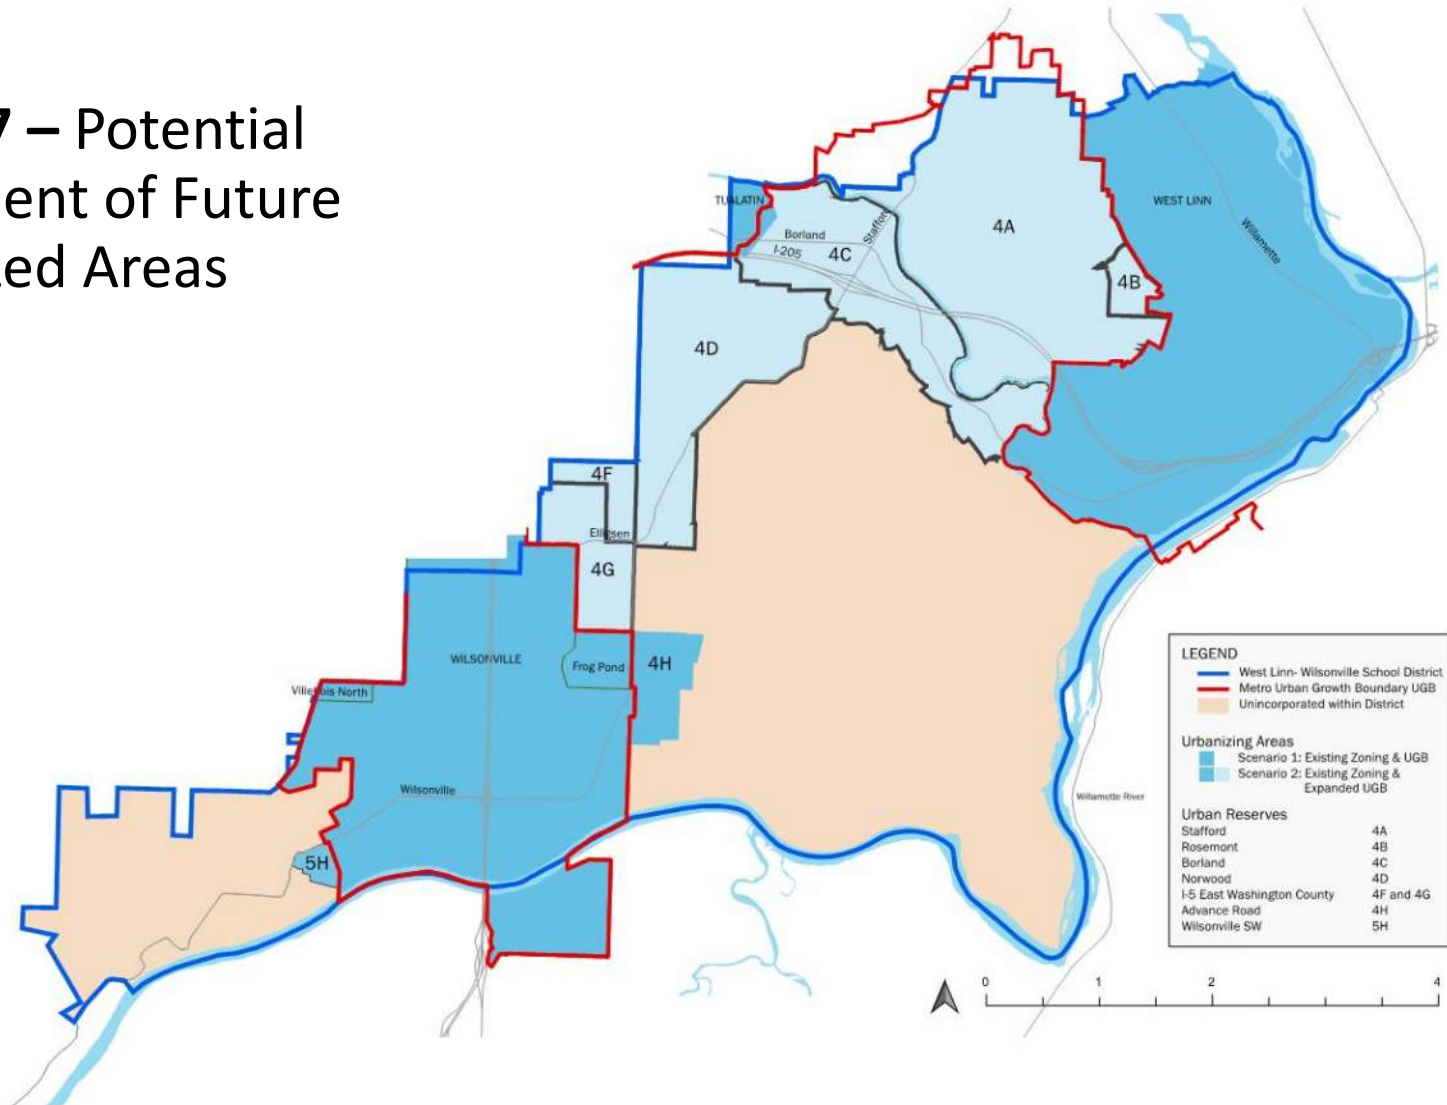 7 – Potential
ent of Future
ed Areas
TUALATIN
Borland
I-205
Stafford
4C
4A
4B
WEST LINN
Willamette
4D
4F
Elligsen
4G
WILSONVILLE
Frog Pond
4H
Villebois North
Wilsonville
5H
Willamette River
LEGEND
West Linn- Wilsonville School District
Metro Urban Growth Boundary UGB
Unincorporated within District
Urbanizing Areas
Scenario 1: Existing Zoning & UGB
Scenario 2: Existing Zoning &
Expanded UGB
Urban Reserves
Stafford 4A
Rosemont 4B
Borland 4C
Norwood 4D
I-5 East Washington County 4F and 4G
Advance Road 4H
Wilsonville SW 5H
0 1 2 4